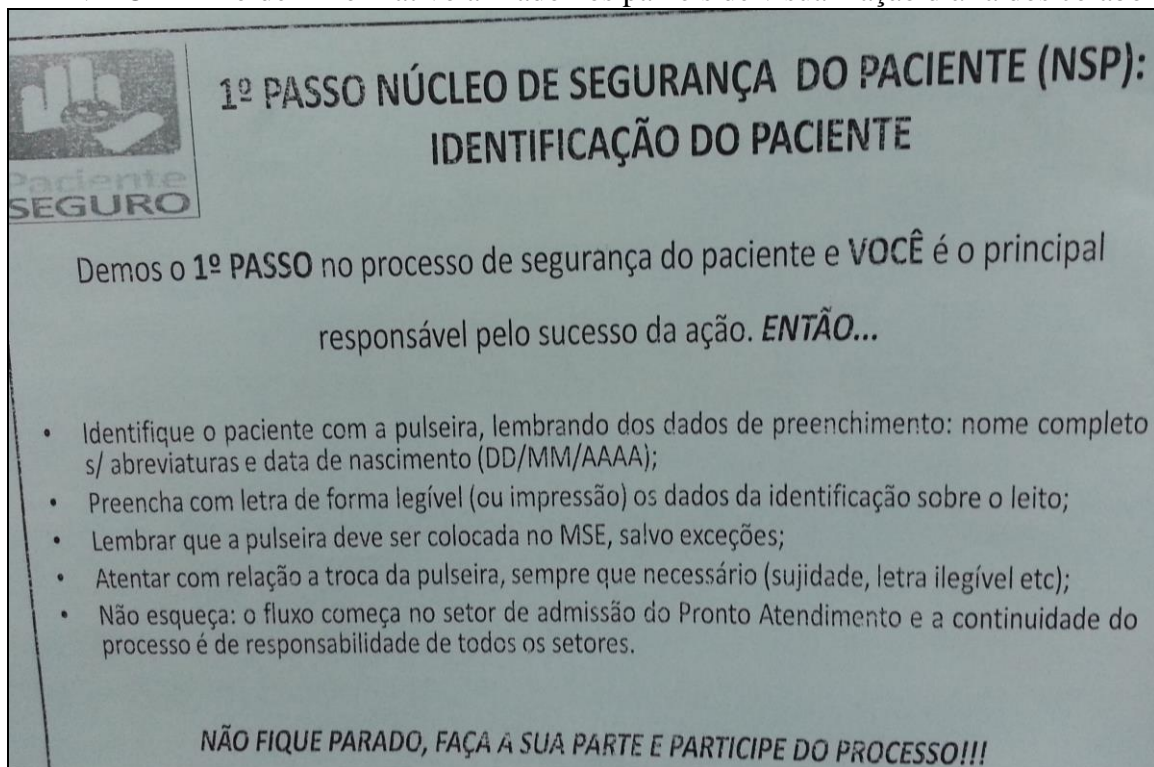 1º PASSO NÚCLEO DE SEGURANÇA DO PACIENTE (NSP):
IDENTIFICAÇÃO DO PACIENTE
Paciente
SEGURO
Demos o 1º PASSO no processo de segurança do paciente e VOCÊ é o principal
responsável pelo sucesso da ação. ENTÃO...
• Identifique o paciente com a pulseira, lembrando dos dados de preenchimento: nome completo
s/ abreviaturas e data de nascimento (DD/MM/AAAA);
• Preencha com letra de forma legível (ou impressão) os dados da identificação sobre o leito;
• Lembrar que a pulseira deve ser colocada no MSE, salvo exceções;
• Atentar com relação a troca da pulseira, sempre que necessário (sujidade, letra ilegível etc);
• Não esqueça: o fluxo começa no setor de admissão do Pronto Atendimento e a continuidade do
processo é de responsabilidade de todos os setores.
NÃO FIQUE PARADO, FAÇA A SUA PARTE E PARTICIPE DO PROCESSO!!!